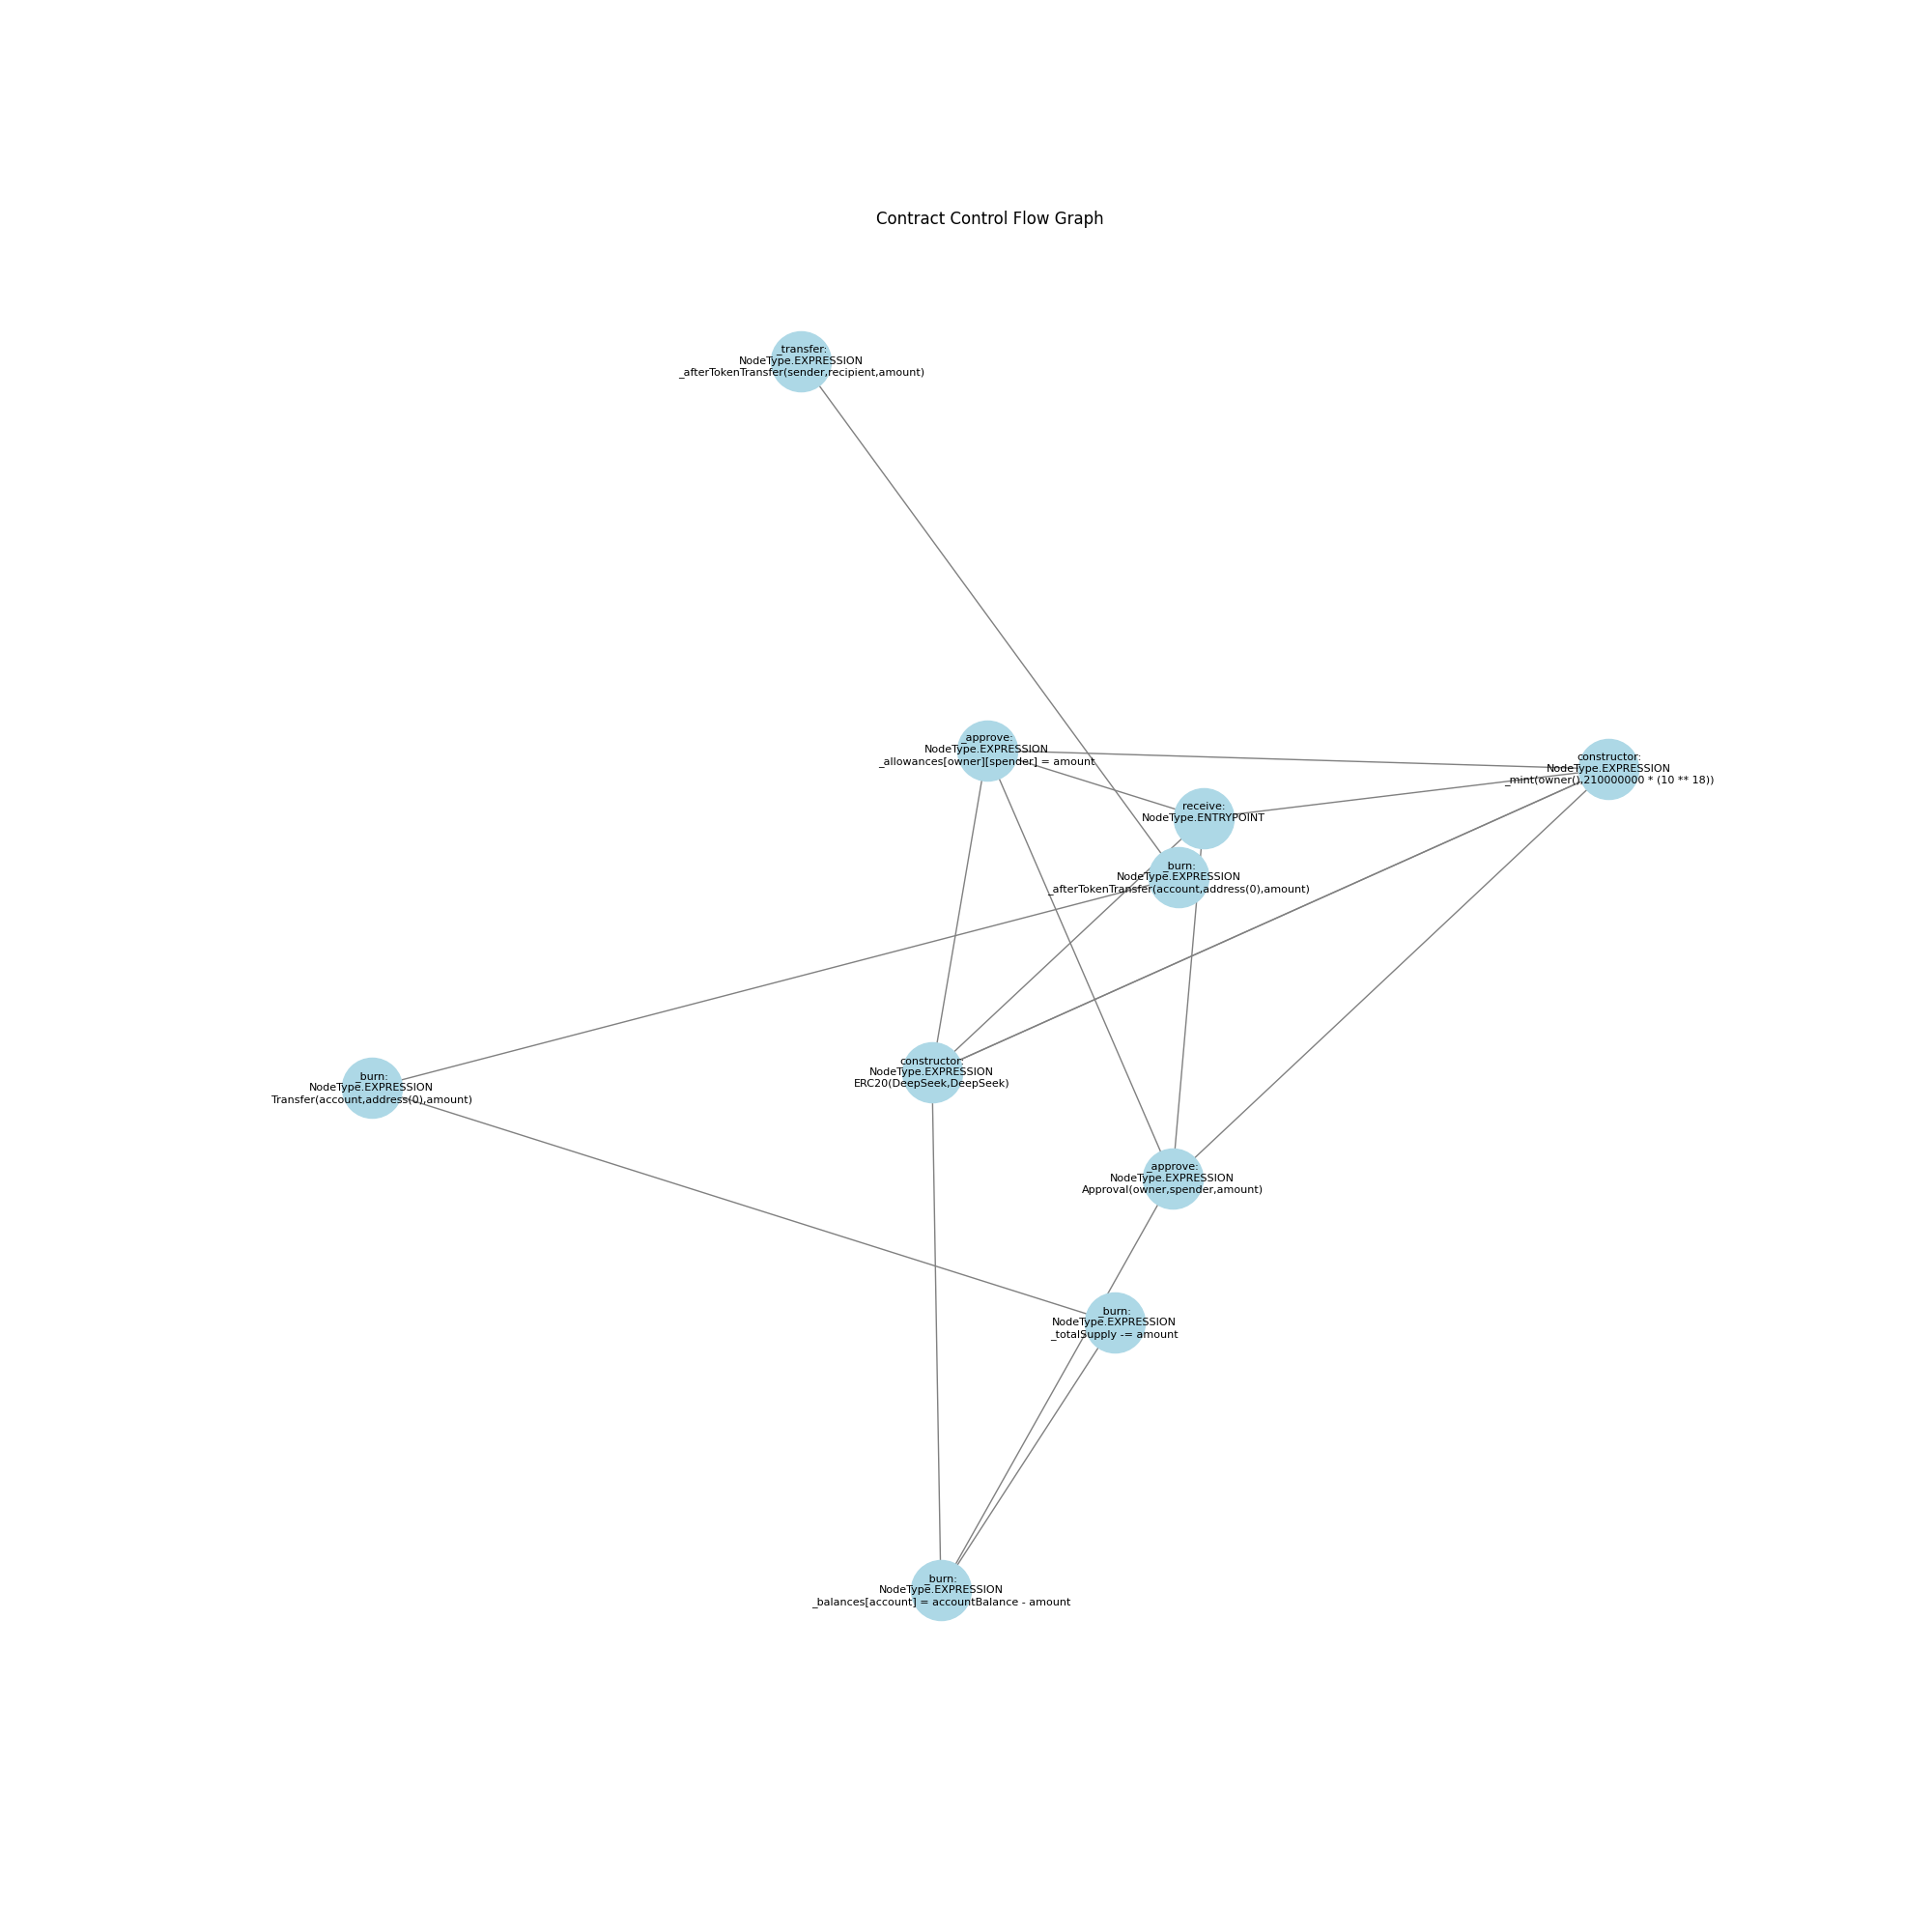 Contract Control Flow Graph
_transfer:
NodeType.EXPRESSION
_afterTokenTransfer(sender,recipient,amount)
_approve:
NodeType.EXPRESSION
_allowances[owner][spender] = amount
constructor:
NodeType.EXPRESSION
_mint(owner(),210000000 * (10 ** 18))
receive:
NodeType.ENTRYPOINT
_burn:
NodeType.EXPRESSION
_afterTokenTransfer(account,address(0),amount)
constructor:
NodeType.EXPRESSION
ERC20(DeepSeek,DeepSeek)
_burn:
NodeType.EXPRESSION
Transfer(account,address(0),amount)
_approve:
NodeType.EXPRESSION
Approval(owner,spender,amount)
_burn:
NodeType.EXPRESSION
_totalSupply -= amount
_burn:
NodeType.EXPRESSION
_balances[account] = accountBalance - amount